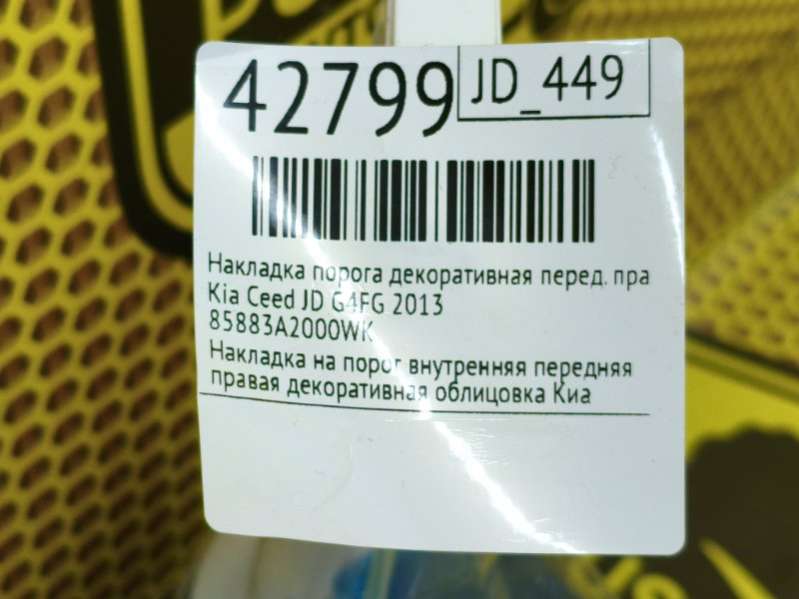 42799
JD_449
Накладка порога декоративная перед. пра
Kia Ceed JD G4FG 2013
85883A2000WK
Накладка на порог внутренняя передняя
правая декоративная облицовка Киа